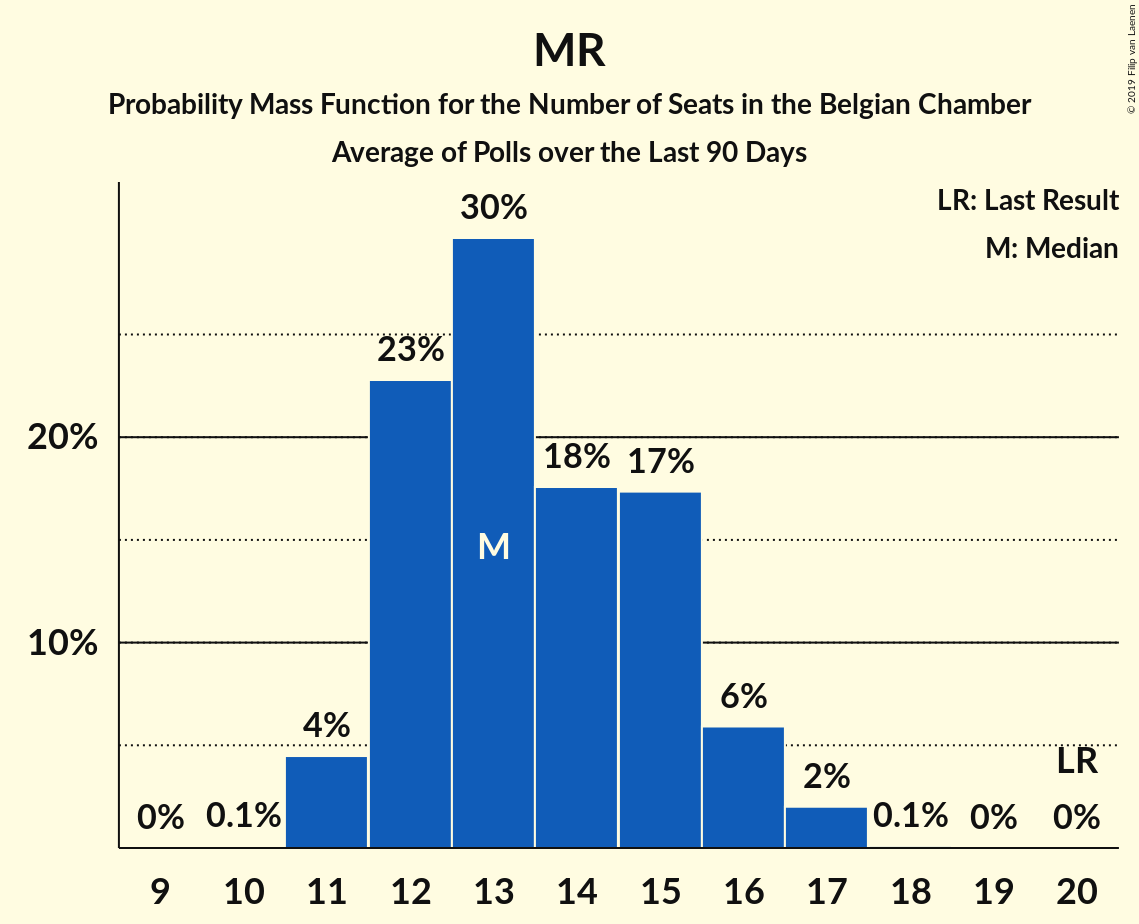 MR
Probability Mass Function for the Number of Seats in the Belgian Chamber
Average of Polls over the Last 90 Days
© 2019 Filip van Laenen
LR: Last Result
M: Median
20%
10%
0%
0.1%
4%
23%
30%
M
18%
17%
6%
2%
0.1%
0%
LR
0%
9 10 11 12 13 14 15 16 17 18 19 20